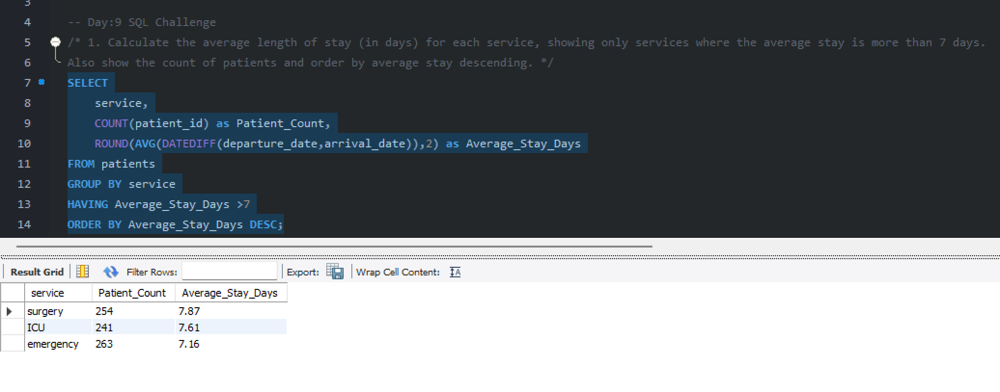 3
4 -- Day:9 SQL Challenge
5 /* 1. Calculate the average length of stay (in days) for each service, showing only services where the average stay is more than 7 days.
6 Also show the count of patients and order by average stay descending. */
7 SELECT
8 service,
9 COUNT(patient_id) as Patient_Count,
10 ROUND(AVG(DATEDIFF(departure_date,arrival_date)),2) as Average_Stay_Days
11 FROM patients
12 GROUP BY service
13 HAVING Average_Stay_Days >7
14 ORDER BY Average_Stay_Days DESC;
Result Grid Filter Rows: Export: Wrap Cell Content: IA
service Patient_Count Average_Stay_Days
surgery 254 7.87
ICU 241 7.61
emergency 263 7.16